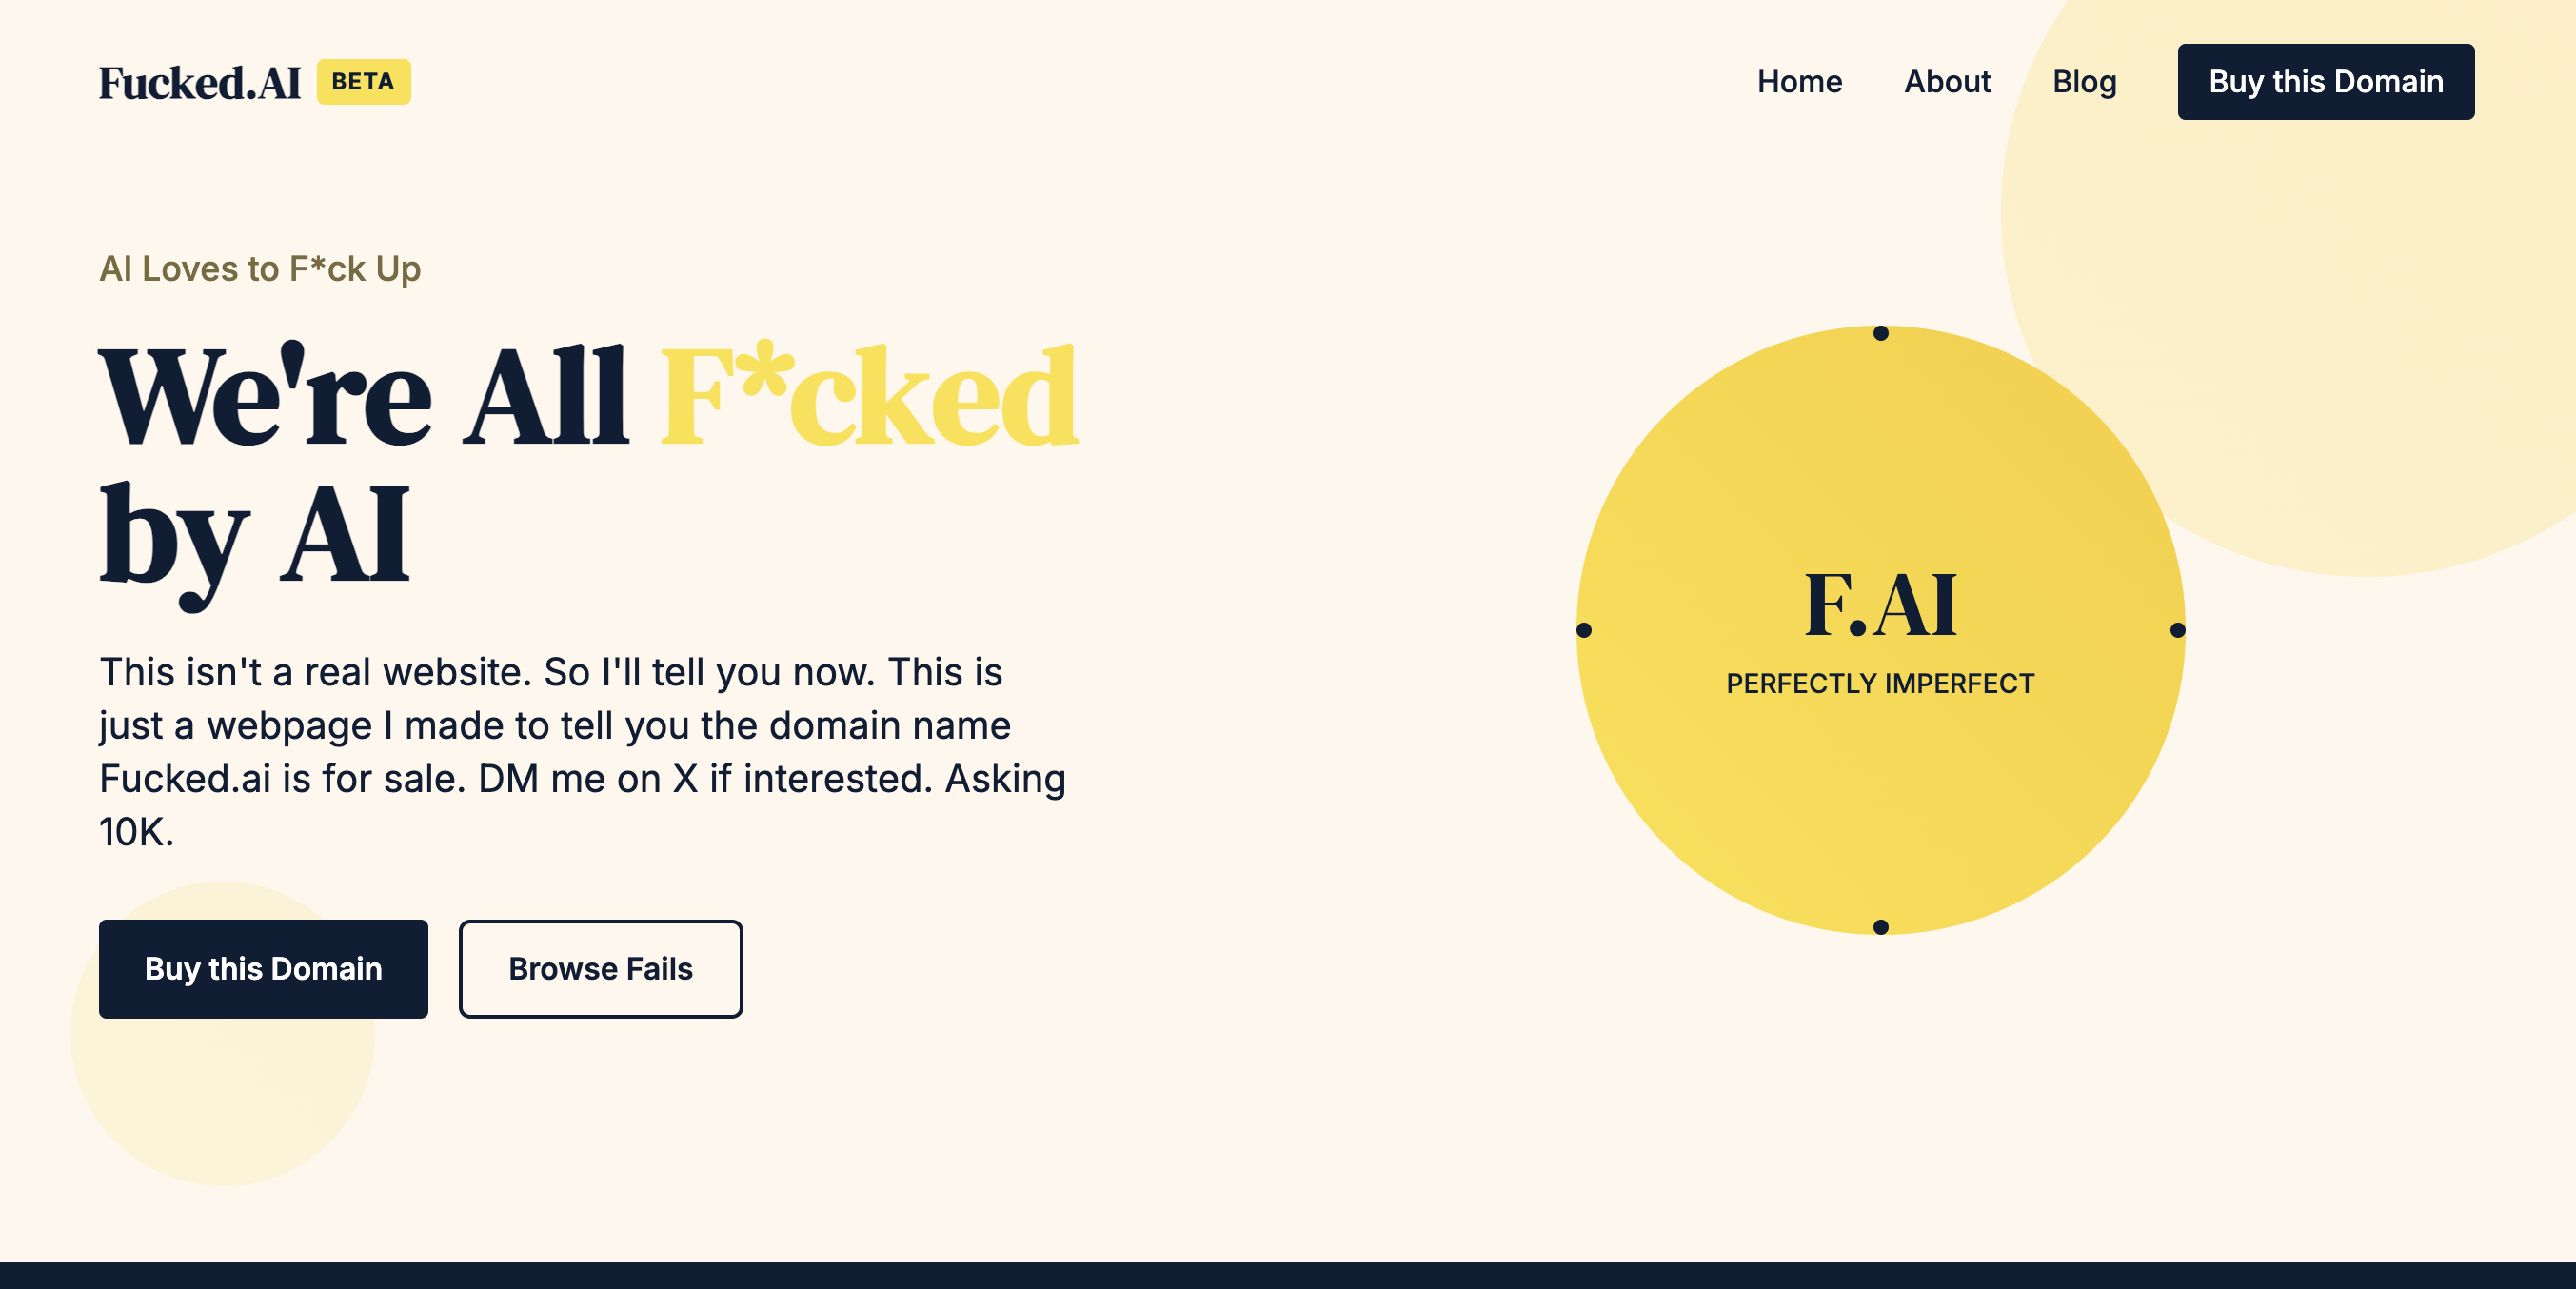 Fucked.AI BETA
Home About Blog Buy this Domain
AI Loves to F*ck Up
We're All F*cked
by AI
This isn't a real website. So I'll tell you now. This is
just a webpage I made to tell you the domain name
Fucked.ai is for sale. DM me on X if interested. Asking
10K.
Buy this Domain Browse Fails
F.AI
PERFECTLY IMPERFECT